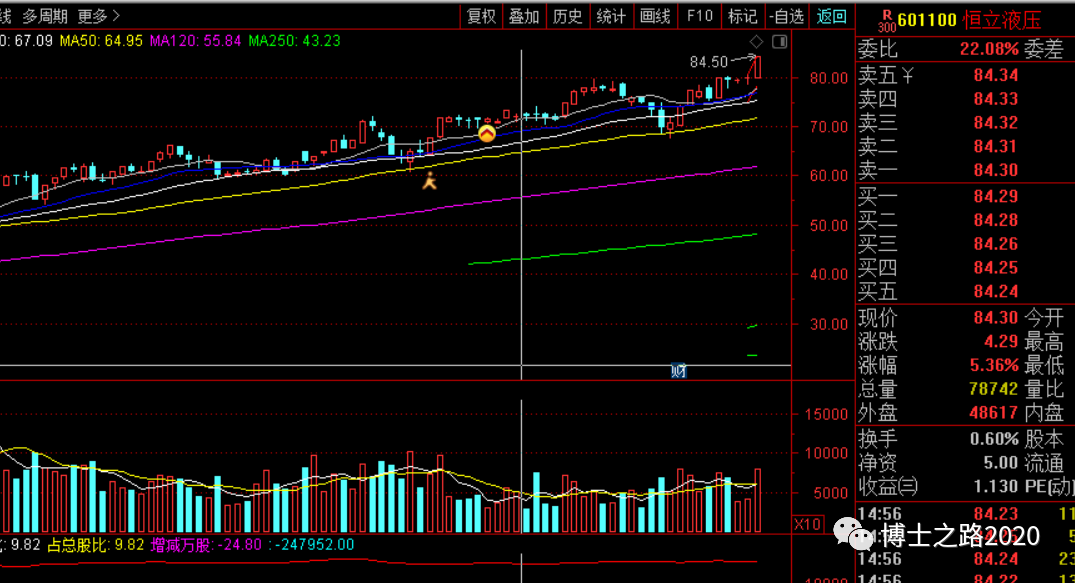 线 多周期 更多 复权 叠加 历史 统计 画线 F10 标记 -自选 返回
R 300 601100 恒立液压
0: 67.09 MA50: 64.95 MA120: 55.84 MA250: 43.23
委比 22.08% 委差
84.50
80.00
70.00
60.00
50.00
40.00
30.00
财
卖五 ¥ 84.34
卖四 84.33
卖三 84.32
卖二 84.31
卖一 84.30
买一 84.29
买二 84.28
买三 84.26
买四 84.25
买五 84.24
现价 84.30 今开
涨跌 4.29 最高
涨幅 5.36% 最低
总量 78742 量比
外盘 48617 内盘
换手 0.60% 股本
净资 5.00 流通
收益㈢ 1.130 PE[动]
15000
10000
5000
X10
: 9.82 占总股比: 9.82 增减万股: -24.80 : -247952.00
14:56 84.23 11
14:56
博士之路2020
14:56 84.24 23
14:56 84.22